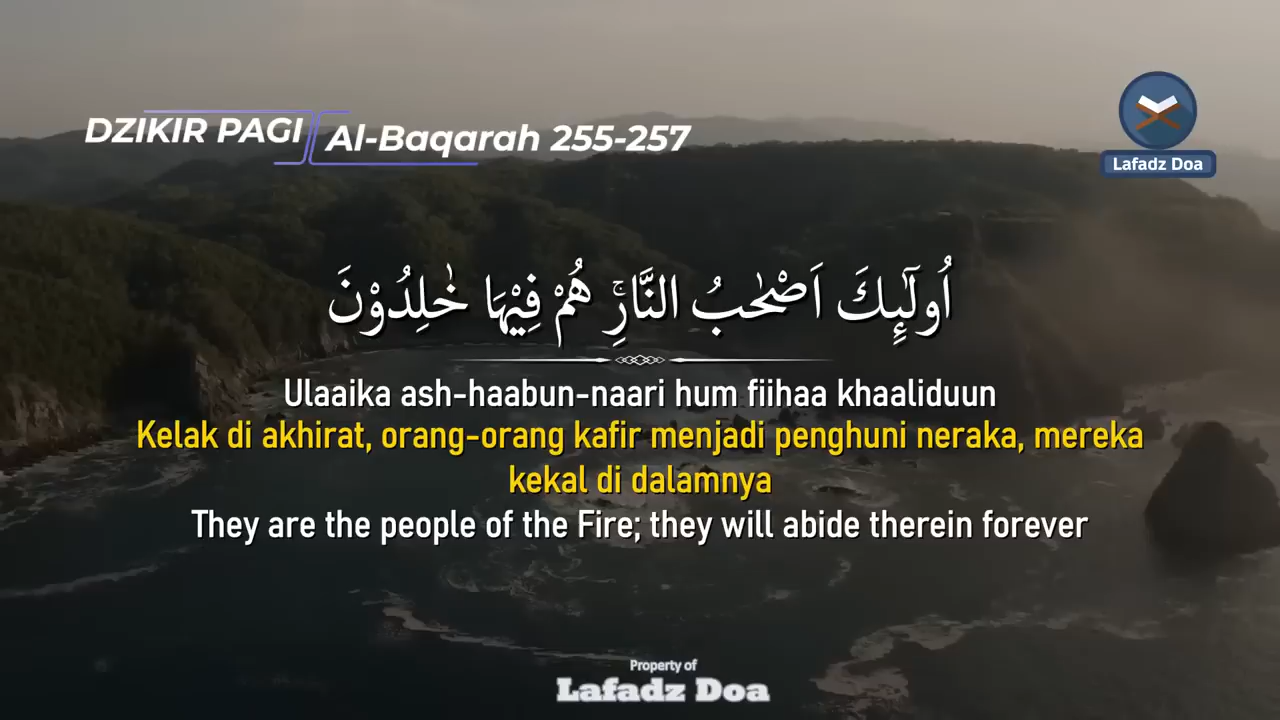 DZIKIR PAGI
Al-Baqarah 255-257
Lafadz Doa
اُولٰۤىِٕكَ اَصْحٰبُ النَّارِۚ هُمْ فِيْهَا خٰلِدُوْنَ
Ulaaika ash-haabun-naari hum fiihaa khaaliduun
Kelak di akhirat, orang-orang kafir menjadi penghuni neraka, mereka
kekal di dalamnya
They are the people of the Fire; they will abide therein forever
Property of
Lafadz Doa